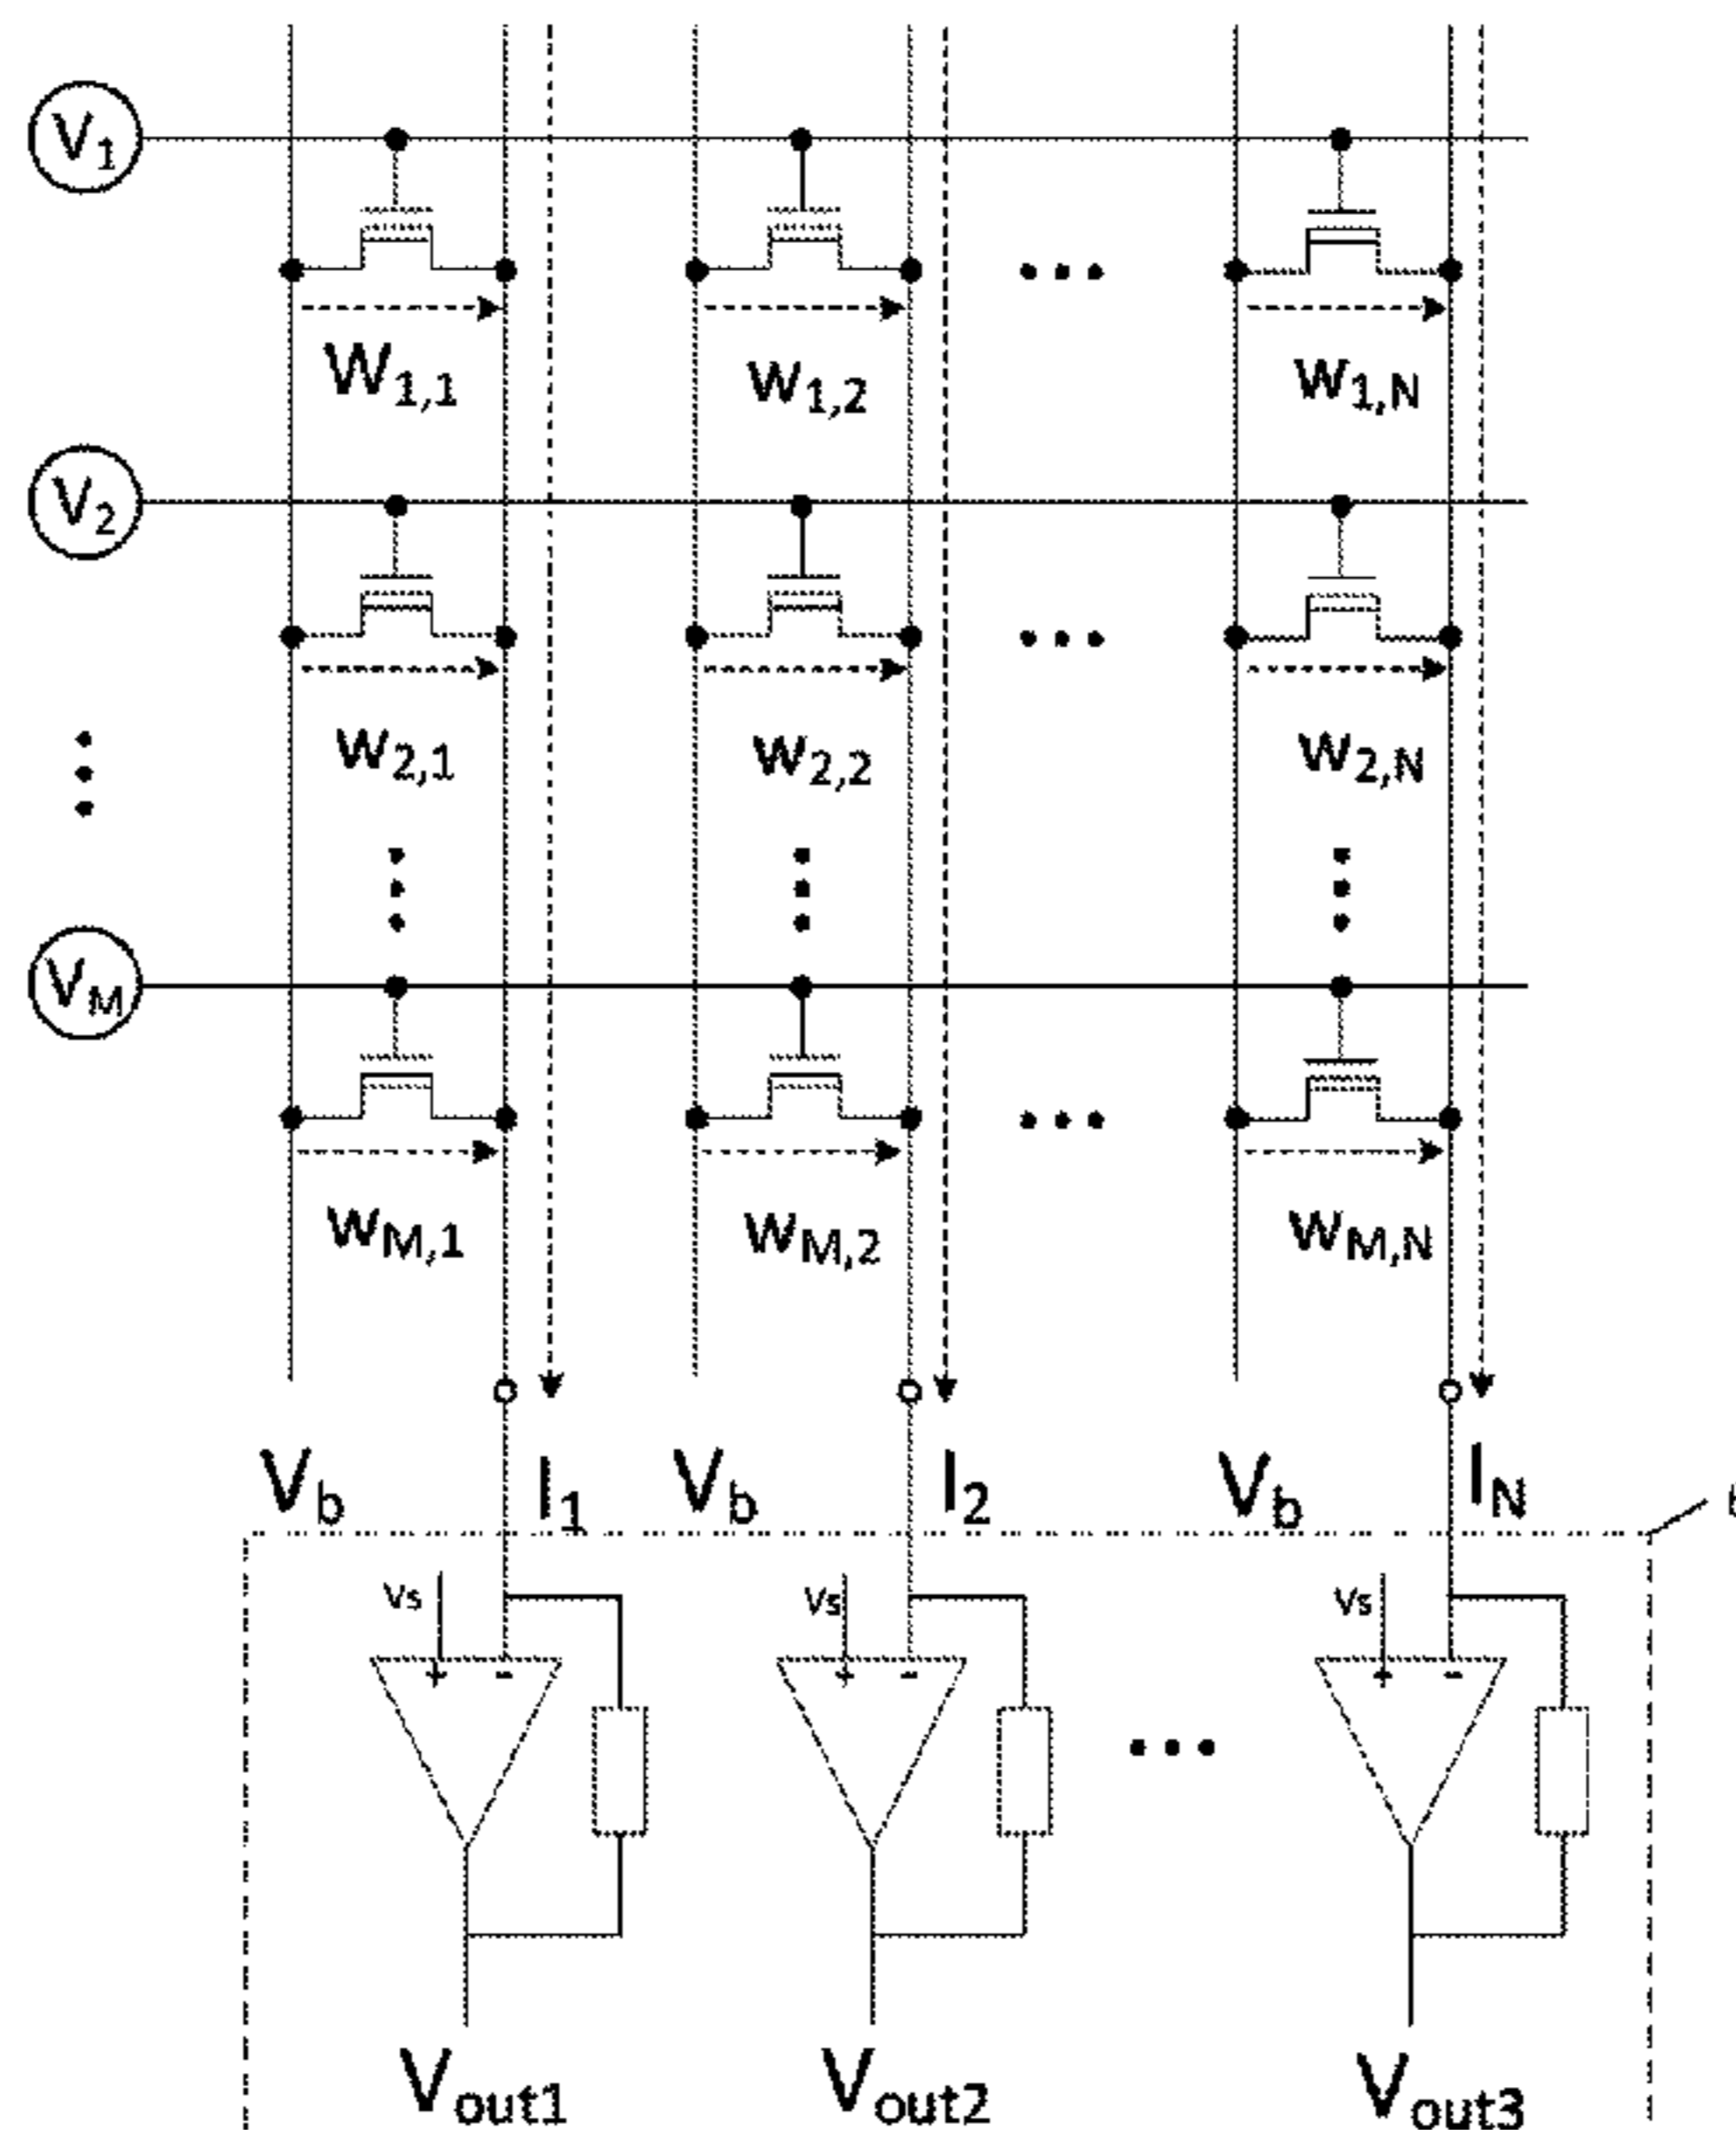 V1
W1,1 W1,2 W1,N
V2
W2,1 W2,2 W2,N
VM
WM,1 WM,2 WM,N
Vb I1 Vb I2 Vb IN
Vs Vs Vs
+ - + - + -
Vout1 Vout2 Vout3